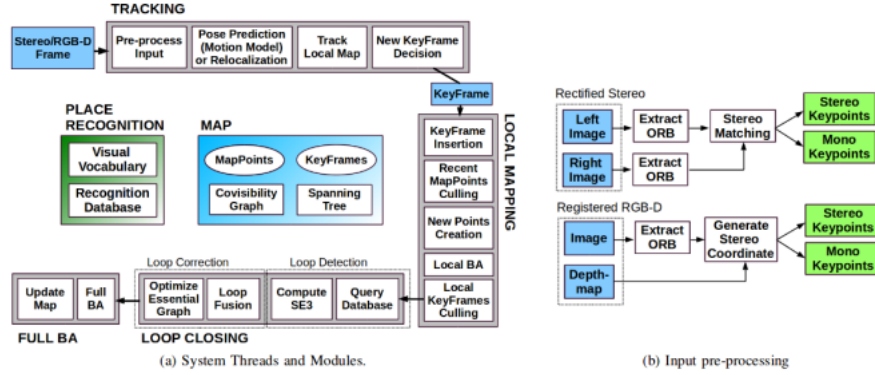 TRACKING
Stereo/RGB-D
Frame
Pre-process
Input
Pose Prediction
(Motion Model)
or Relocalization
Track
Local Map
New KeyFrame
Decision
KeyFrame
PLACE
RECOGNITION
Visual
Vocabulary
Recognition
Database
MAP
MapPoints
KeyFrames
Covisibility
Graph
Spanning
Tree
LOCAL MAPPING
KeyFrame
Insertion
Recent
MapPoints
Culling
New Points
Creation
Local BA
Local
KeyFrames
Culling
Loop Correction
Loop Detection
Optimize
Essential
Graph
Loop
Fusion
Compute
SE3
Query
Database
LOOP CLOSING
Update
Map
Full
BA
FULL BA
(a) System Threads and Modules.
Rectified Stereo
Left
Image
Extract
ORB
Right
Image
Extract
ORB
Stereo
Matching
Stereo
Keypoints
Mono
Keypoints
Registered RGB-D
Image
Extract
ORB
Depth-
map
Generate
Stereo
Coordinate
Stereo
Keypoints
Mono
Keypoints
(b) Input pre-processing